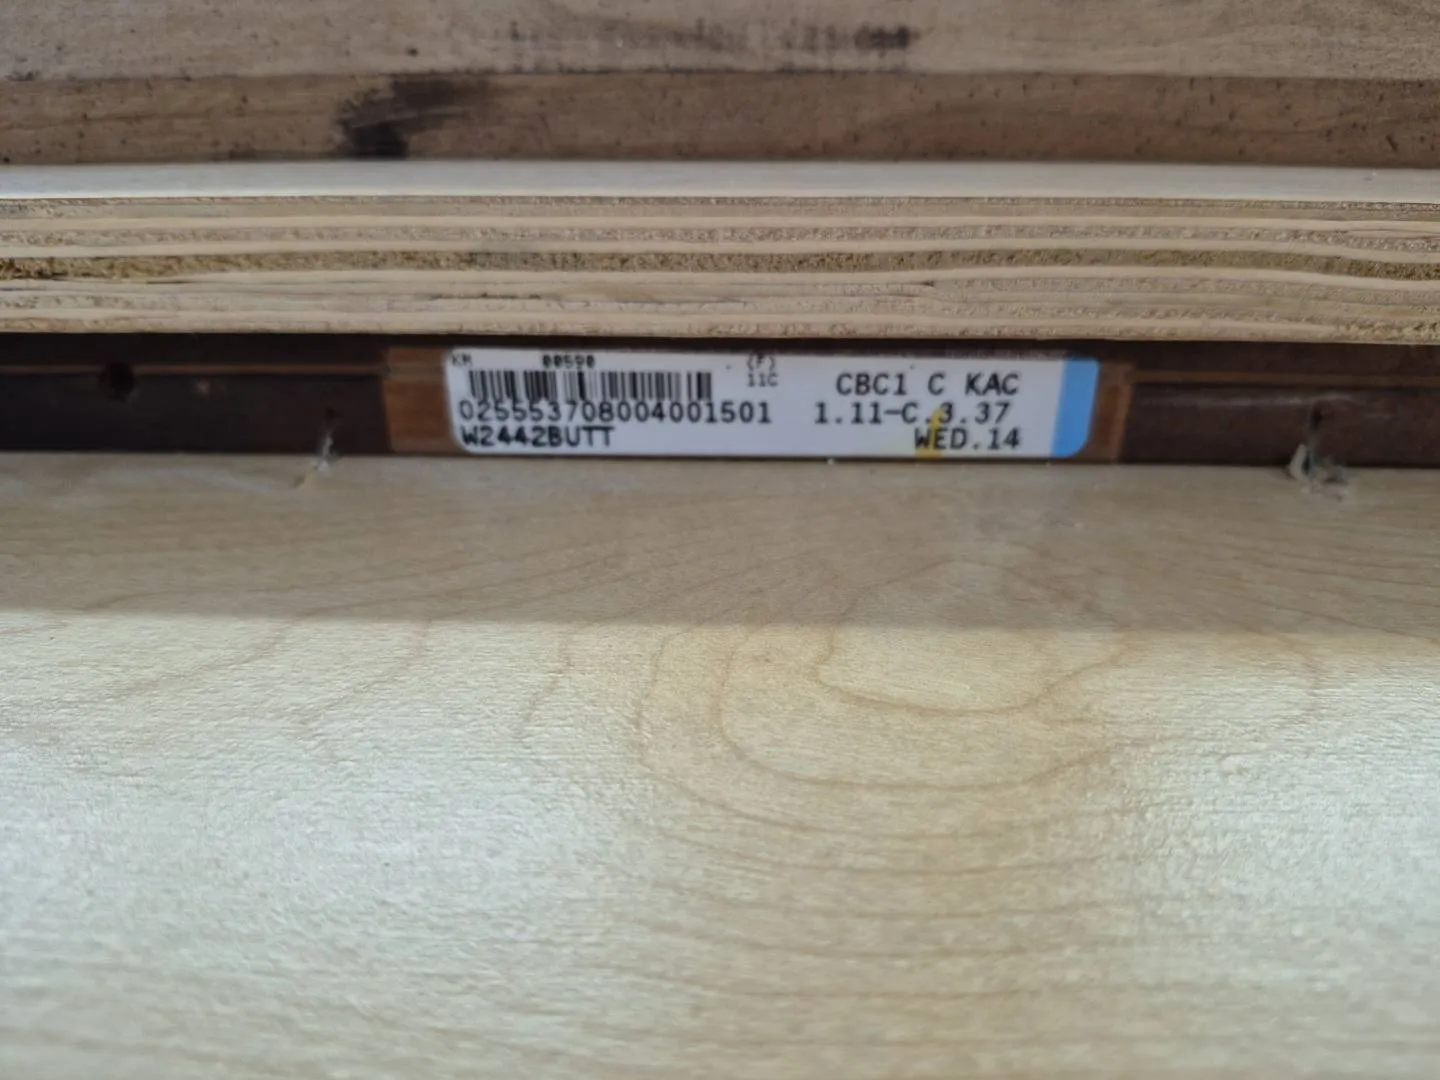 KM 00590 (F)
11C
CBC1 C KAC
025553708004001501 1.11-C.3.37
W2442BUTT WED.14